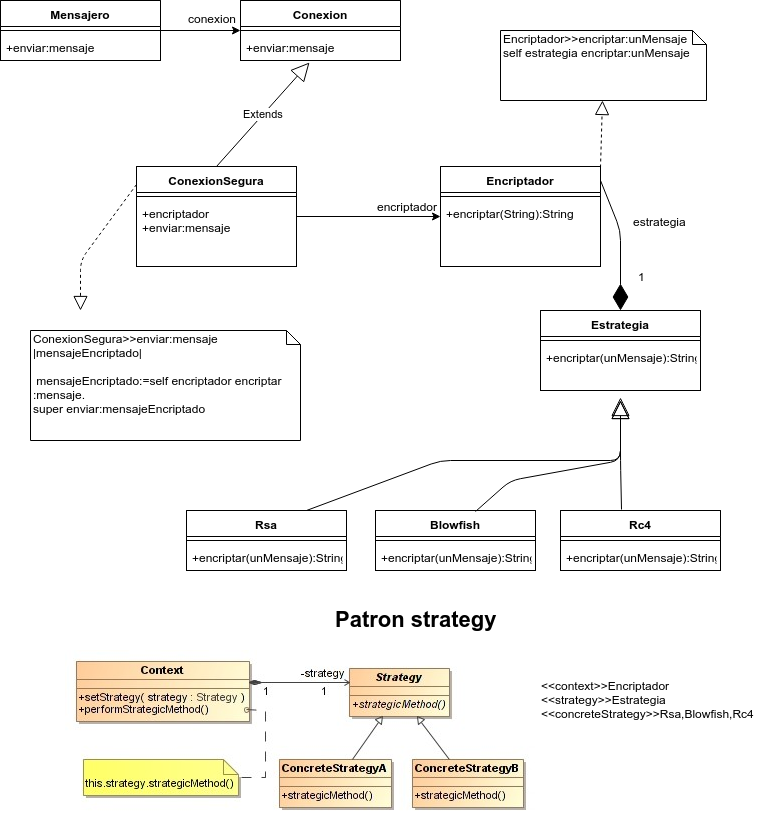 Mensajero
+enviar:mensaje
conexion
Conexion
+enviar:mensaje
Encriptador>>encriptar:unMensaje
self estrategia encriptar:unMensaje
Extends
ConexionSegura
+encriptador
+enviar:mensaje
encriptador
Encriptador
+encriptar(String):String
estrategia
1
ConexionSegura>>enviar:mensaje
|mensajeEncriptado|
mensajeEncriptado:=self encriptador encriptar
:mensaje.
super enviar:mensajeEncriptado
Estrategia
+encriptar(unMensaje):String
Rsa
+encriptar(unMensaje):String
Blowfish
+encriptar(unMensaje):String
Rc4
+encriptar(unMensaje):String
Patron strategy
Context
+setStrategy( strategy : Strategy )
+performStrategicMethod()
1
-strategy
1
Strategy
+strategicMethod()
this.strategy.strategicMethod()
ConcreteStrategyA
+strategicMethod()
ConcreteStrategyB
+strategicMethod()
<<context>>Encriptador
<<strategy>>Estrategia
<<concreteStrategy>>Rsa,Blowfish,Rc4